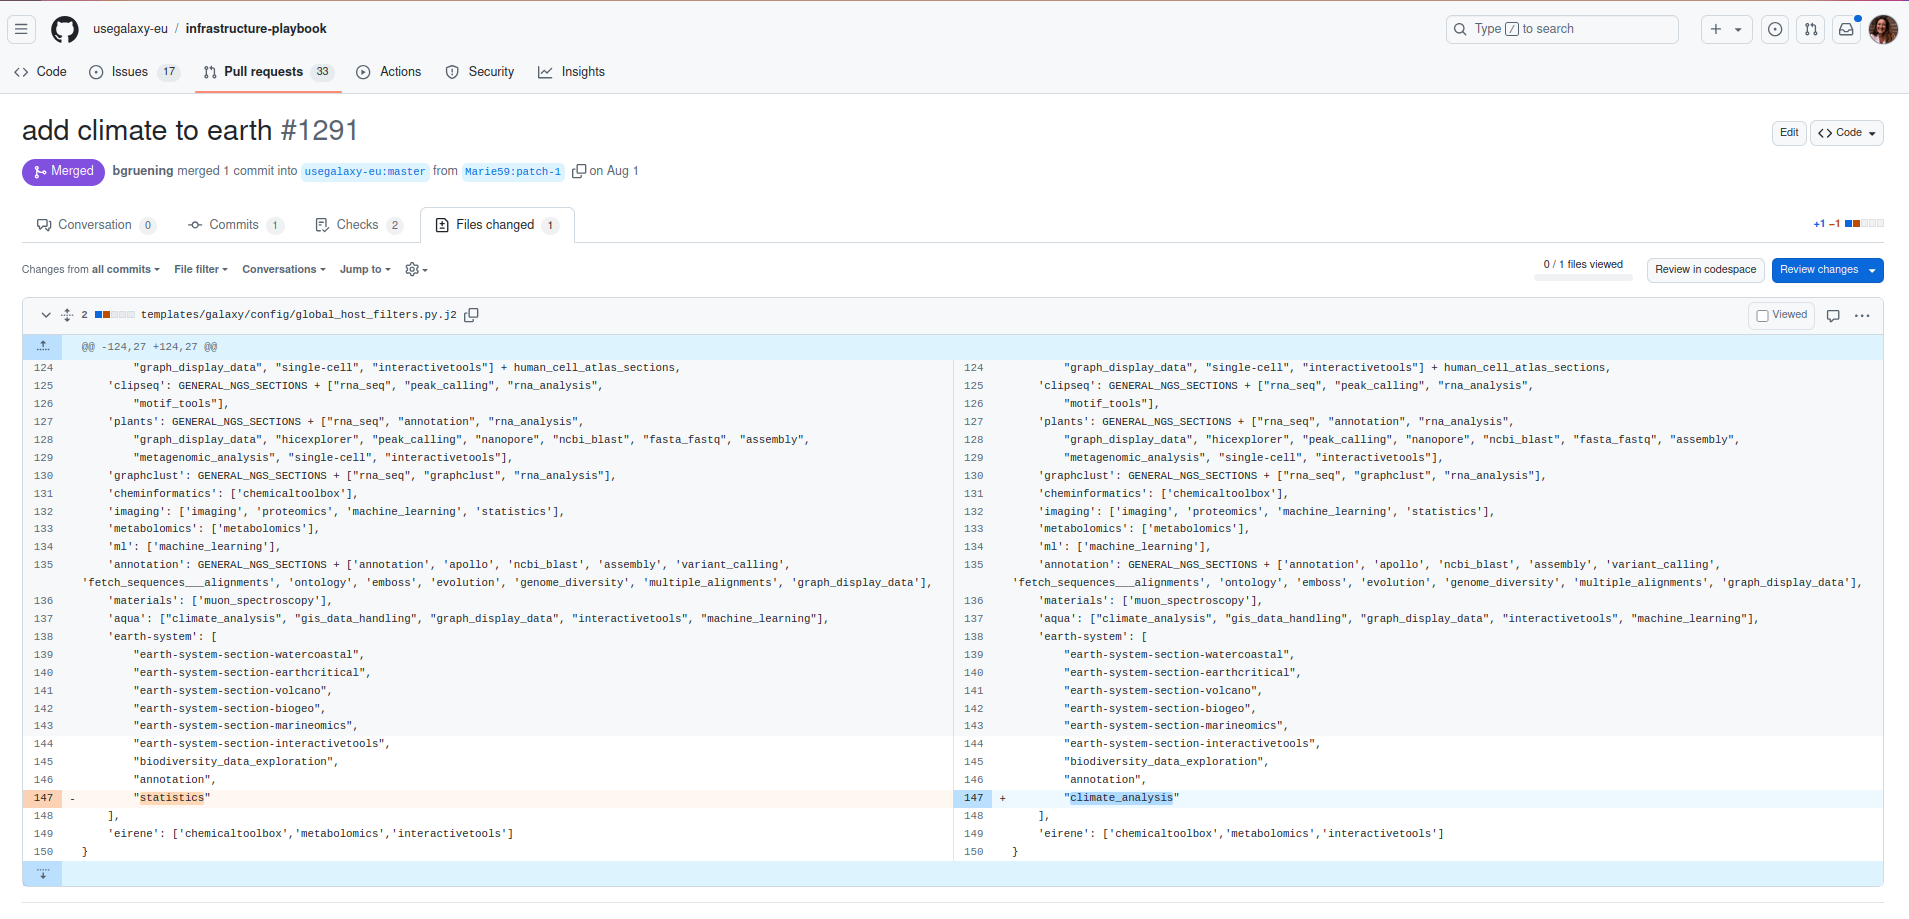 usegalaxy-eu / infrastructure-playbook
Type / to search
Code
Issues 17
Pull requests 33
Actions
Security
Insights
add climate to earth #1291
Edit
Code
Merged
bgruening merged 1 commit into usegalaxy-eu:master from Marie59:patch-1 on Aug 1
Conversation 0
Commits 1
Checks 2
Files changed 1
+1 −1
Changes from all commits
File filter
Conversations
Jump to
0 / 1 files viewed
Review in codespace
Review changes
2 templates/galaxy/config/global_host_filters.py.j2
Viewed
@@ -124,27 +124,27 @@
124 "graph_display_data", "single-cell", "interactivetools"] + human_cell_atlas_sections,
125 'clipseq': GENERAL_NGS_SECTIONS + ["rna_seq", "peak_calling", "rna_analysis",
126 "motif_tools"],
127 'plants': GENERAL_NGS_SECTIONS + ["rna_seq", "annotation", "rna_analysis",
128 "graph_display_data", "hicexplorer", "peak_calling", "nanopore", "ncbi_blast", "fasta_fastq", "assembly",
129 "metagenomic_analysis", "single-cell", "interactivetools"],
130 'graphclust': GENERAL_NGS_SECTIONS + ["rna_seq", "graphclust", "rna_analysis"],
131 'cheminformatics': ['chemicaltoolbox'],
132 'imaging': ['imaging', 'proteomics', 'machine_learning', 'statistics'],
133 'metabolomics': ['metabolomics'],
134 'ml': ['machine_learning'],
135 'annotation': GENERAL_NGS_SECTIONS + ['annotation', 'apollo', 'ncbi_blast', 'assembly', 'variant_calling',
'fetch_sequences___alignments', 'ontology', 'emboss', 'evolution', 'genome_diversity', 'multiple_alignments', 'graph_display_data'],
136 'materials': ['muon_spectroscopy'],
137 'aqua': ["climate_analysis", "gis_data_handling", "graph_display_data", "interactivetools", "machine_learning"],
138 'earth-system': [
139 "earth-system-section-watercoastal",
140 "earth-system-section-earthcritical",
141 "earth-system-section-volcano",
142 "earth-system-section-biogeo",
143 "earth-system-section-marineomics",
144 "earth-system-section-interactivetools",
145 "biodiversity_data_exploration",
146 "annotation",
147 - "statistics"
148 ],
149 'eirene': ['chemicaltoolbox','metabolomics','interactivetools']
150 }
124 "graph_display_data", "single-cell", "interactivetools"] + human_cell_atlas_sections,
125 'clipseq': GENERAL_NGS_SECTIONS + ["rna_seq", "peak_calling", "rna_analysis",
126 "motif_tools"],
127 'plants': GENERAL_NGS_SECTIONS + ["rna_seq", "annotation", "rna_analysis",
128 "graph_display_data", "hicexplorer", "peak_calling", "nanopore", "ncbi_blast", "fasta_fastq", "assembly",
129 "metagenomic_analysis", "single-cell", "interactivetools"],
130 'graphclust': GENERAL_NGS_SECTIONS + ["rna_seq", "graphclust", "rna_analysis"],
131 'cheminformatics': ['chemicaltoolbox'],
132 'imaging': ['imaging', 'proteomics', 'machine_learning', 'statistics'],
133 'metabolomics': ['metabolomics'],
134 'ml': ['machine_learning'],
135 'annotation': GENERAL_NGS_SECTIONS + ['annotation', 'apollo', 'ncbi_blast', 'assembly', 'variant_calling',
'fetch_sequences___alignments', 'ontology', 'emboss', 'evolution', 'genome_diversity', 'multiple_alignments', 'graph_display_data'],
136 'materials': ['muon_spectroscopy'],
137 'aqua': ["climate_analysis", "gis_data_handling", "graph_display_data", "interactivetools", "machine_learning"],
138 'earth-system': [
139 "earth-system-section-watercoastal",
140 "earth-system-section-earthcritical",
141 "earth-system-section-volcano",
142 "earth-system-section-biogeo",
143 "earth-system-section-marineomics",
144 "earth-system-section-interactivetools",
145 "biodiversity_data_exploration",
146 "annotation",
147 + "climate_analysis"
148 ],
149 'eirene': ['chemicaltoolbox','metabolomics','interactivetools']
150 }